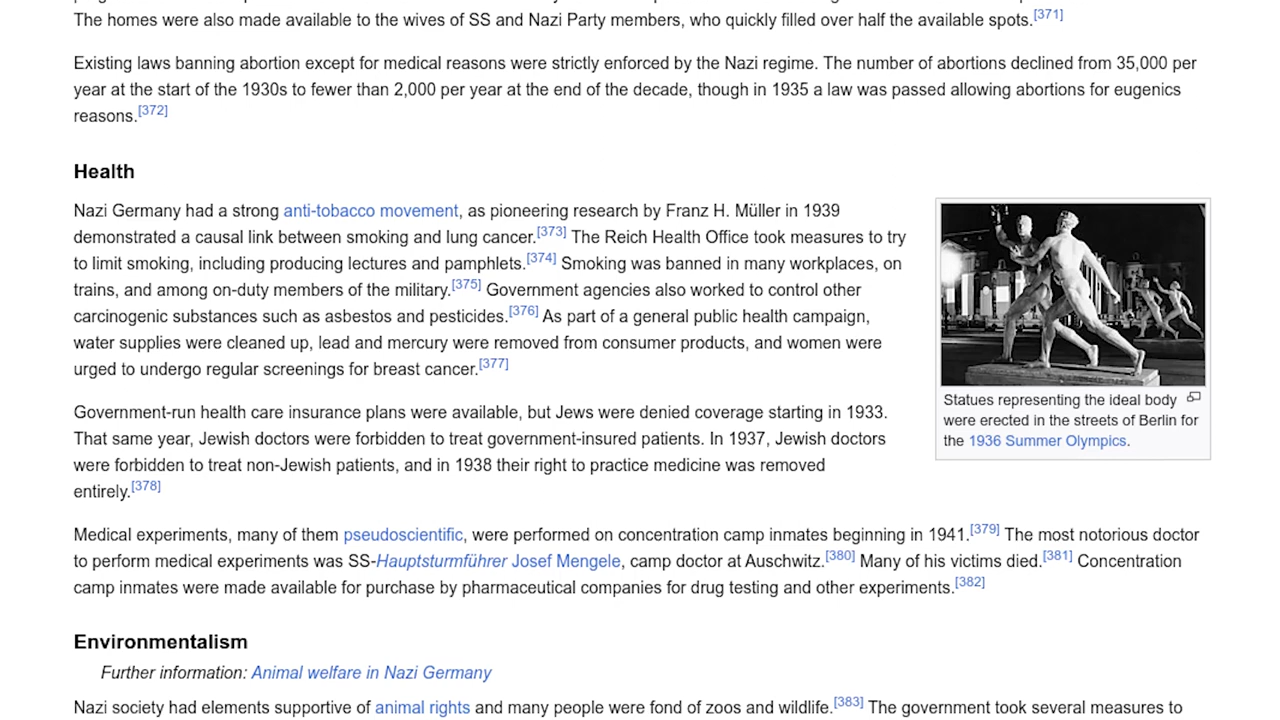 The homes were also made available to the wives of SS and Nazi Party members, who quickly filled over half the available spots.[371]
Existing laws banning abortion except for medical reasons were strictly enforced by the Nazi regime. The number of abortions declined from 35,000 per
year at the start of the 1930s to fewer than 2,000 per year at the end of the decade, though in 1935 a law was passed allowing abortions for eugenics
reasons.[372]
Health
Nazi Germany had a strong anti-tobacco movement, as pioneering research by Franz H. Müller in 1939
demonstrated a causal link between smoking and lung cancer.[373] The Reich Health Office took measures to try
to limit smoking, including producing lectures and pamphlets.[374] Smoking was banned in many workplaces, on
trains, and among on-duty members of the military.[375] Government agencies also worked to control other
carcinogenic substances such as asbestos and pesticides.[376] As part of a general public health campaign,
water supplies were cleaned up, lead and mercury were removed from consumer products, and women were
urged to undergo regular screenings for breast cancer.[377]
Government-run health care insurance plans were available, but Jews were denied coverage starting in 1933.
That same year, Jewish doctors were forbidden to treat government-insured patients. In 1937, Jewish doctors
were forbidden to treat non-Jewish patients, and in 1938 their right to practice medicine was removed
entirely.[378]
Statues representing the ideal body
were erected in the streets of Berlin for
the 1936 Summer Olympics.
Medical experiments, many of them pseudoscientific, were performed on concentration camp inmates beginning in 1941.[379] The most notorious doctor
to perform medical experiments was SS-Hauptsturmführer Josef Mengele, camp doctor at Auschwitz.[380] Many of his victims died.[381] Concentration
camp inmates were made available for purchase by pharmaceutical companies for drug testing and other experiments.[382]
Environmentalism
Further information: Animal welfare in Nazi Germany
Nazi society had elements supportive of animal rights and many people were fond of zoos and wildlife.[383] The government took several measures to